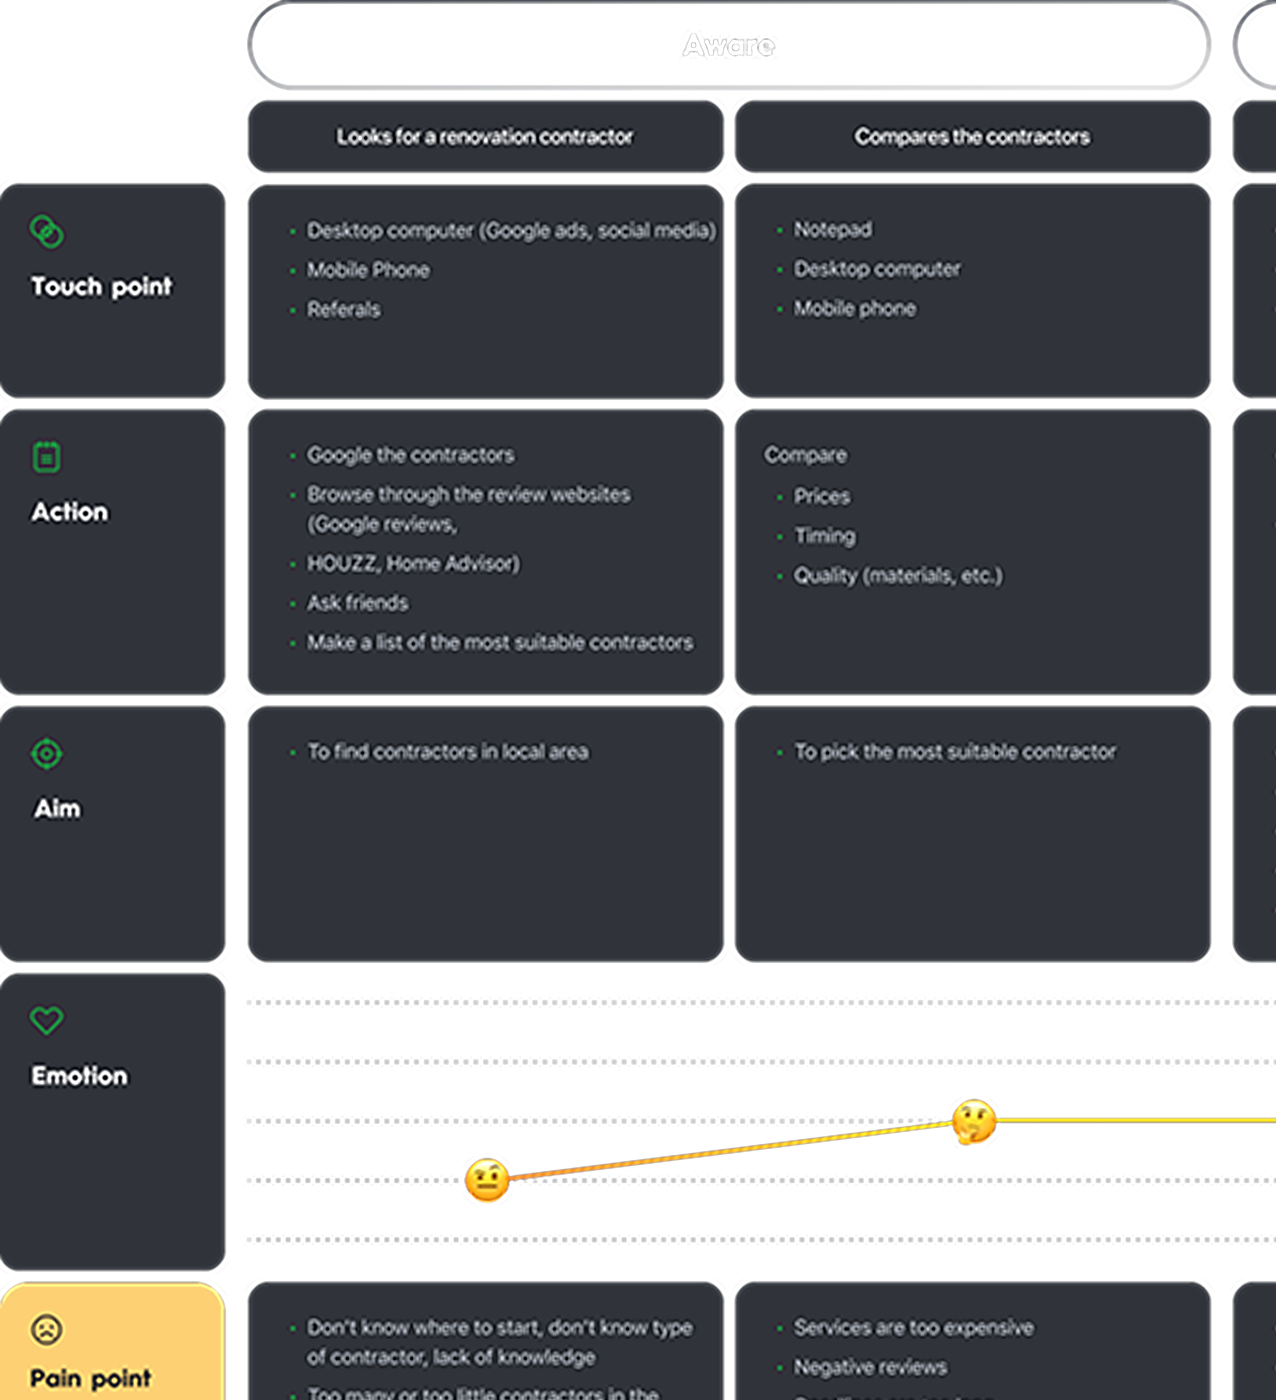 Aware
Looks for a renovation contractor
Compares the contractors
Touch point
Desktop computer (Google ads, social media)
Mobile Phone
Referals
Notepad
Desktop computer
Mobile phone
Action
Google the contractors
Browse through the review websites
(Google reviews,
HOUZZ, Home Advisor)
Ask friends
Make a list of the most suitable contractors
Compare
Prices
Timing
Quality (materials, etc.)
Aim
To find contractors in local area
To pick the most suitable contractor
Emotion
Pain point
Don't know where to start, don't know type
of contractor, lack of knowledge
Too many or too little contractors in the
Services are too expensive
Negative reviews